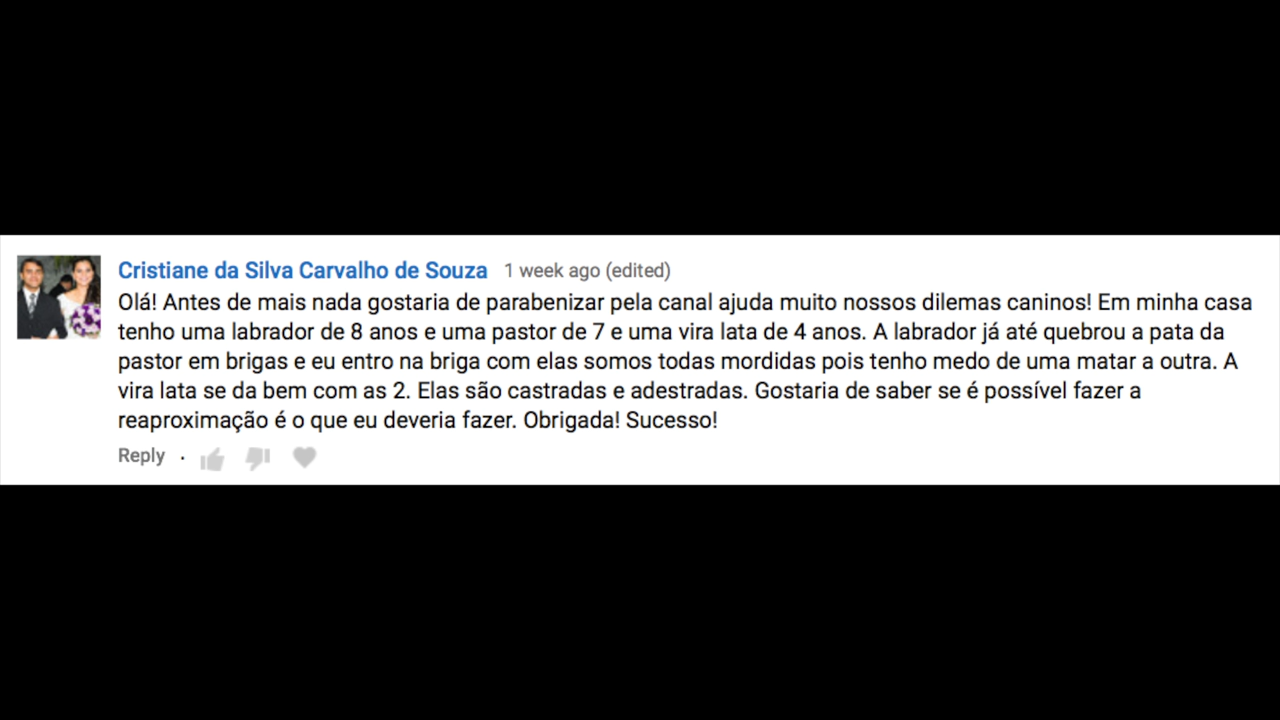 Cristiane da Silva Carvalho de Souza 1 week ago (edited)
Olá! Antes de mais nada gostaria de parabenizar pela canal ajuda muito nossos dilemas caninos! Em minha casa
tenho uma labrador de 8 anos e uma pastor de 7 e uma vira lata de 4 anos. A labrador já até quebrou a pata da
pastor em brigas e eu entro na briga com elas somos todas mordidas pois tenho medo de uma matar a outra. A
vira lata se da bem com as 2. Elas são castradas e adestradas. Gostaria de saber se é possível fazer a
reaproximação é o que eu deveria fazer. Obrigada! Sucesso!
Reply ·